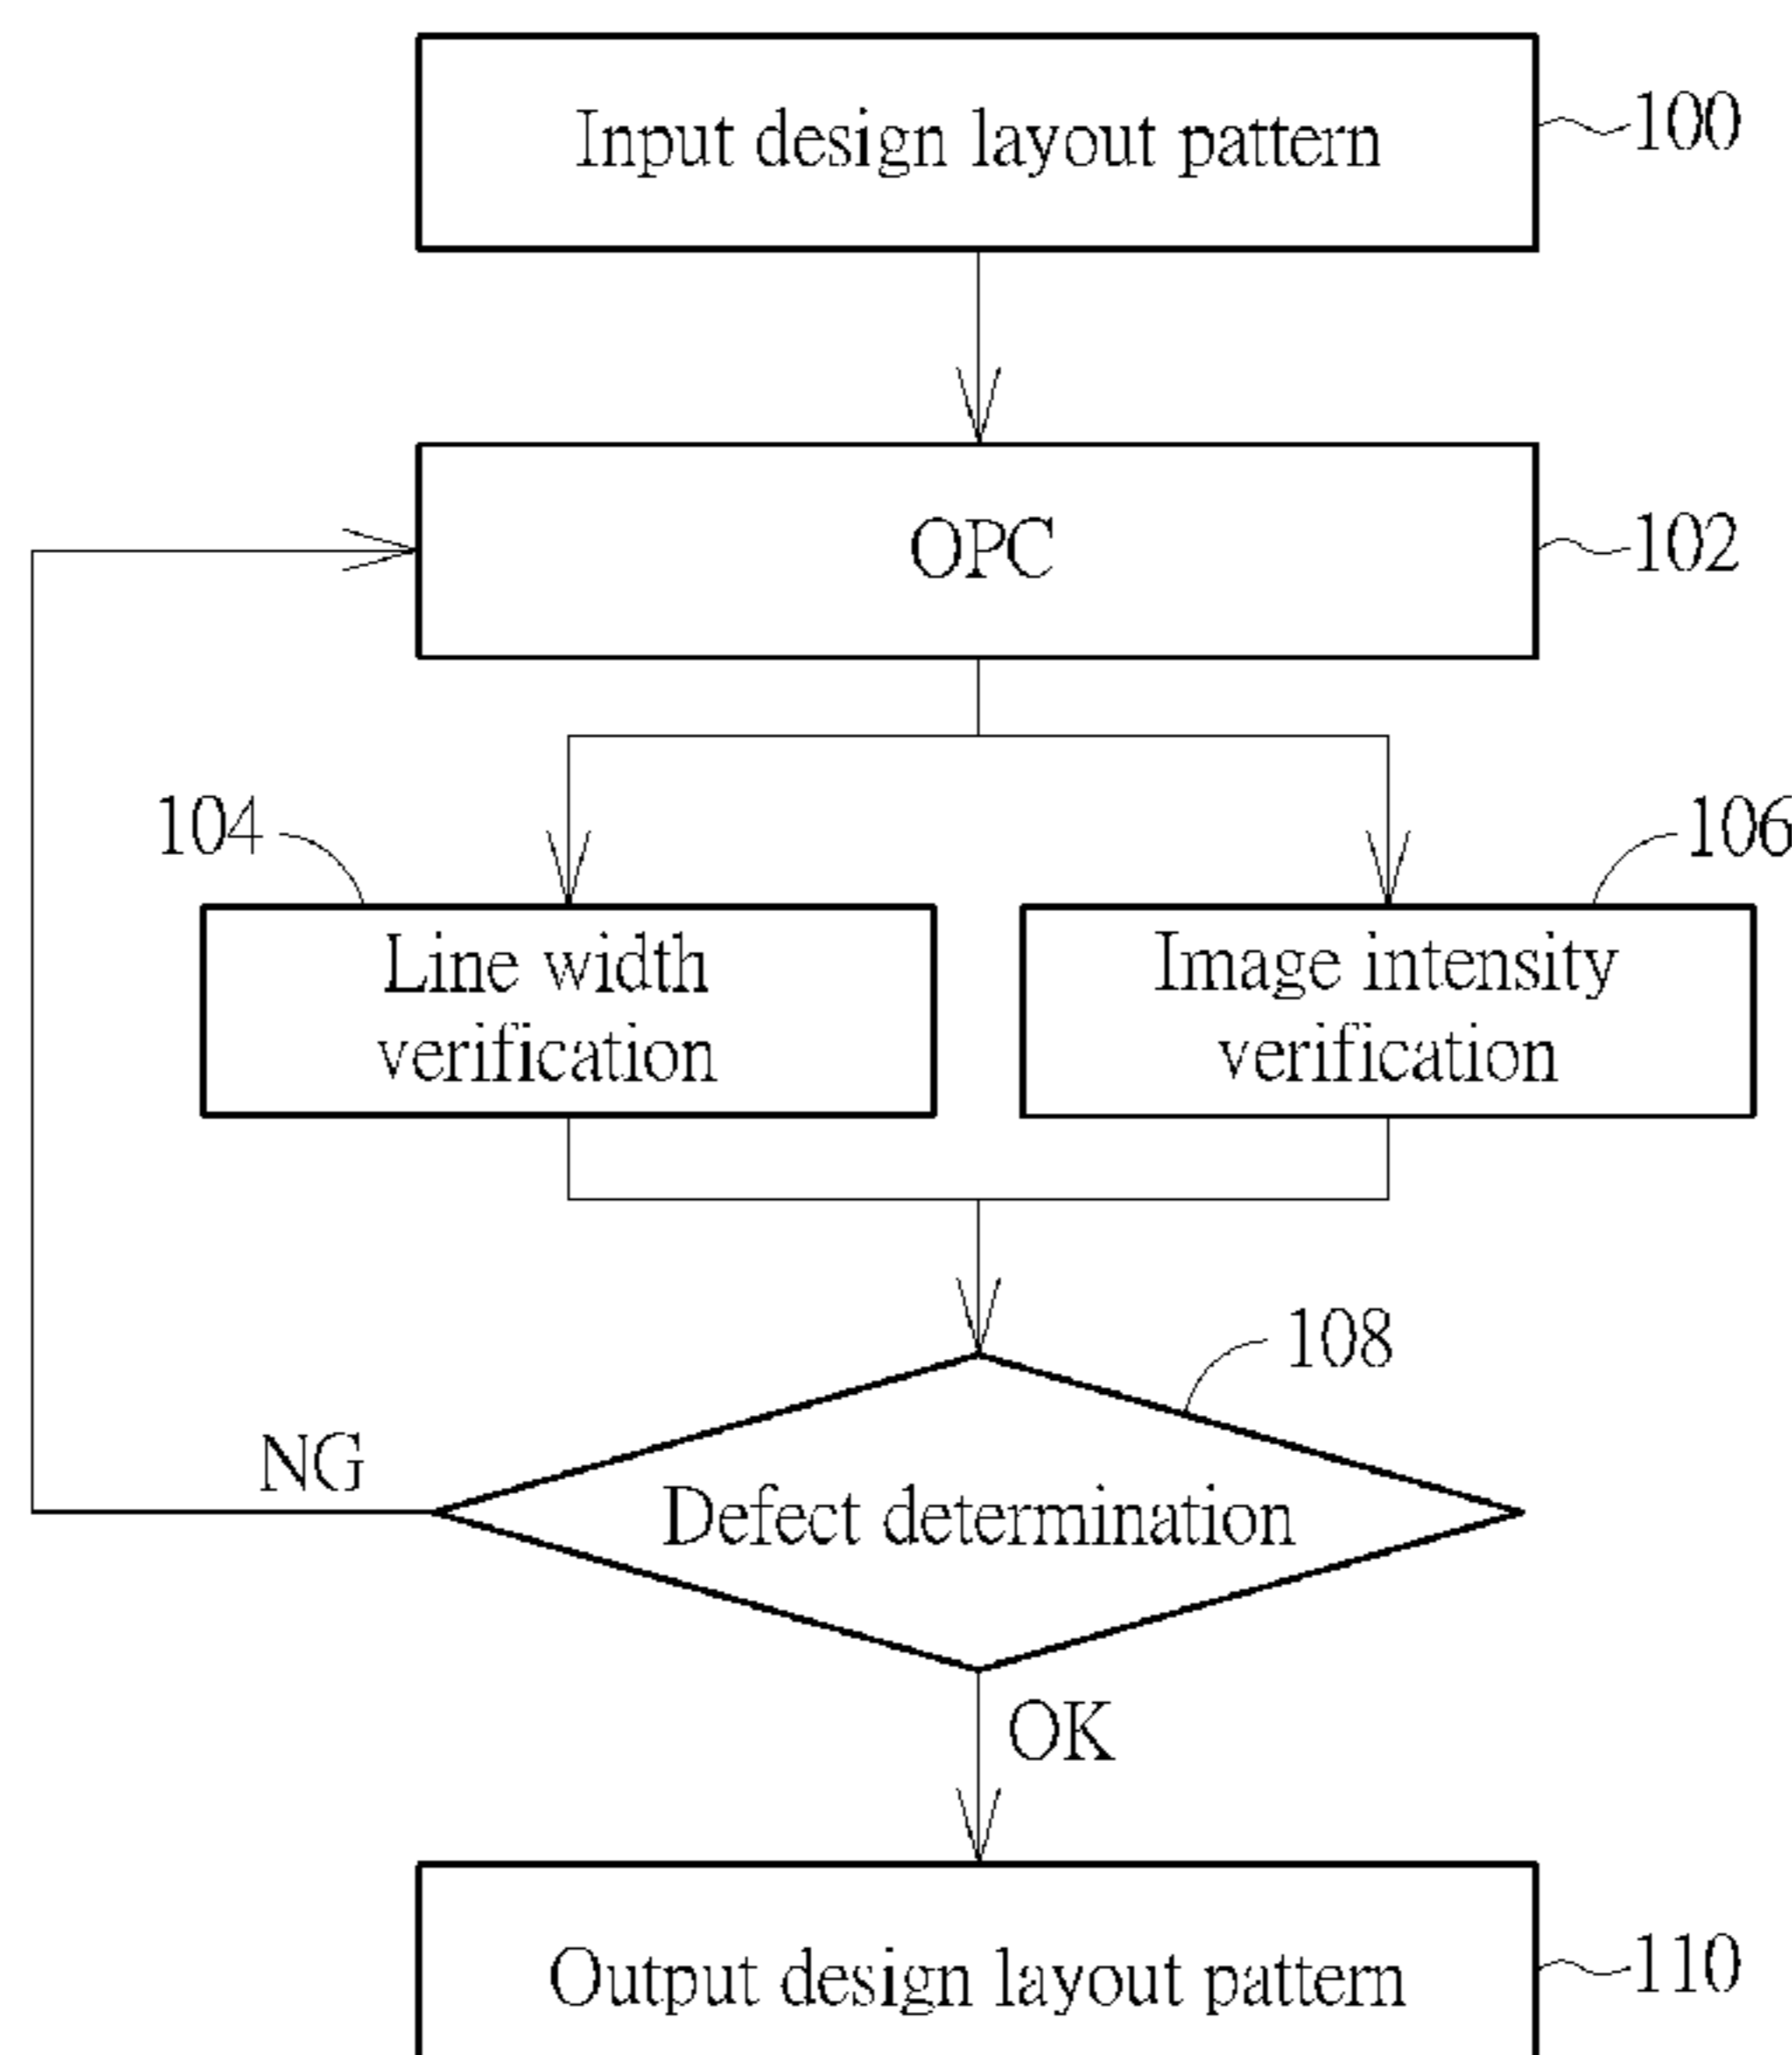 Input design layout pattern
100
OPC
102
104
106
Line width
verification
Image intensity
verification
108
NG
Defect determination
OK
Output design layout pattern
110